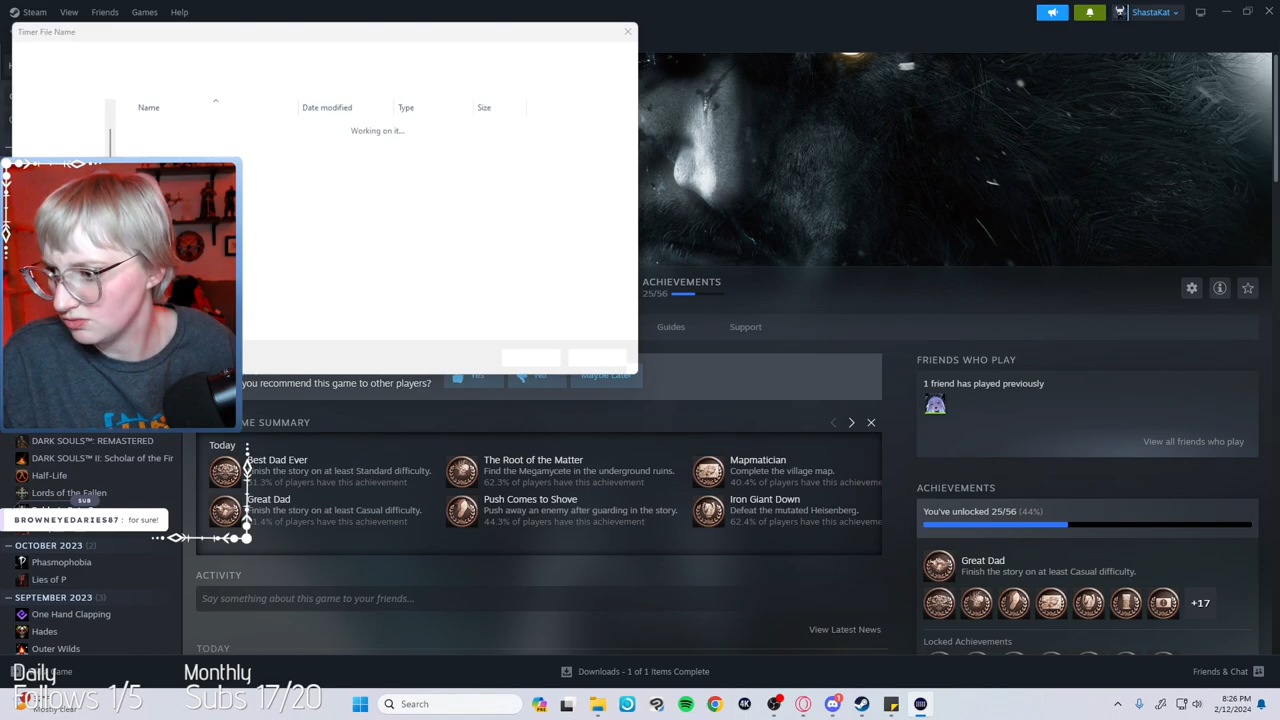 Steam View Friends Games Help
ShastaKat
Timer File Name
Name Date modified Type Size
Working on it...
ACHIEVEMENTS
25/56
Guides Support
you recommend this game to other players? Yes No Maybe Later
FRIENDS WHO PLAY
1 friend has played previously
View all friends who play
ME SUMMARY
Today
Best Dad Ever
Finish the story on at least Standard difficulty.
51.3% of players have this achievement
The Root of the Matter
Find the Megamycete in the underground ruins.
62.3% of players have this achievement
Mapmatician
Complete the village map.
40.4% of players have this achievement
Great Dad
Finish the story on at least Casual difficulty.
1.4% of players have this achievement
Push Comes to Shove
Push away an enemy after guarding in the story.
44.3% of players have this achievement
Iron Giant Down
Defeat the mutated Heisenberg.
62.4% of players have this achievement
ACHIEVEMENTS
You've unlocked 25/56 (44%)
Great Dad
Finish the story on at least Casual difficulty.
+17
Locked Achievements
DARK SOULS™: REMASTERED
DARK SOULS™ II: Scholar of the Fir
Half-Life
Lords of the Fallen
SUB
BROWNEYEDARIES87 : for sure!
OCTOBER 2023 (2)
Phasmophobia
Lies of P
SEPTEMBER 2023 (3)
One Hand Clapping
Hades
Outer Wilds
ACTIVITY
Say something about this game to your friends...
View Latest News
TODAY
Daily
Follows 1/5
Monthly
Subs 17/20
Downloads - 1 of 1 Items Complete
Friends & Chat
Mostly clear
Search
8:26 PM
2/12/2024